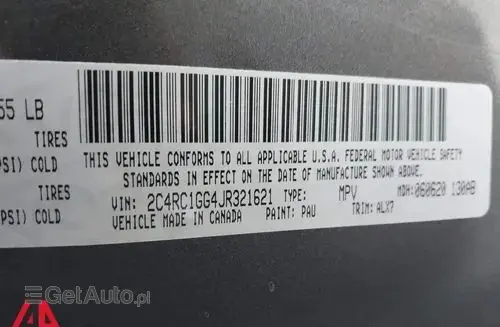 55 LB
TIRES
PSI) COLD
TIRES
PSI) COLD
THIS VEHICLE CONFORMS TO ALL APPLICABLE U.S.A. FEDERAL MOTOR VEHICLE SAFETY
STANDARDS IN EFFECT ON THE DATE OF MANUFACTURE SHOWN ABOVE.
VIN: 2C4RC1GG4JR321621 TYPE: MPV MDH: 060620 130AB
VEHICLE MADE IN CANADA PAINT: PAU TRIM: ALX7
GetAuto.pl